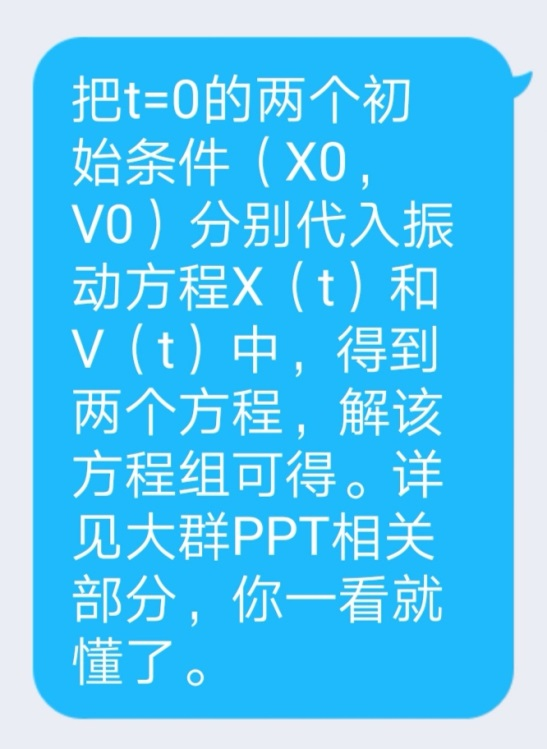 把t=0的两个初
始条件（X0，
V0）分别代入振
动方程X（t）和
V（t）中，得到
两个方程，解该
方程组可得。详
见大群PPT相关
部分，你一看就
懂了。